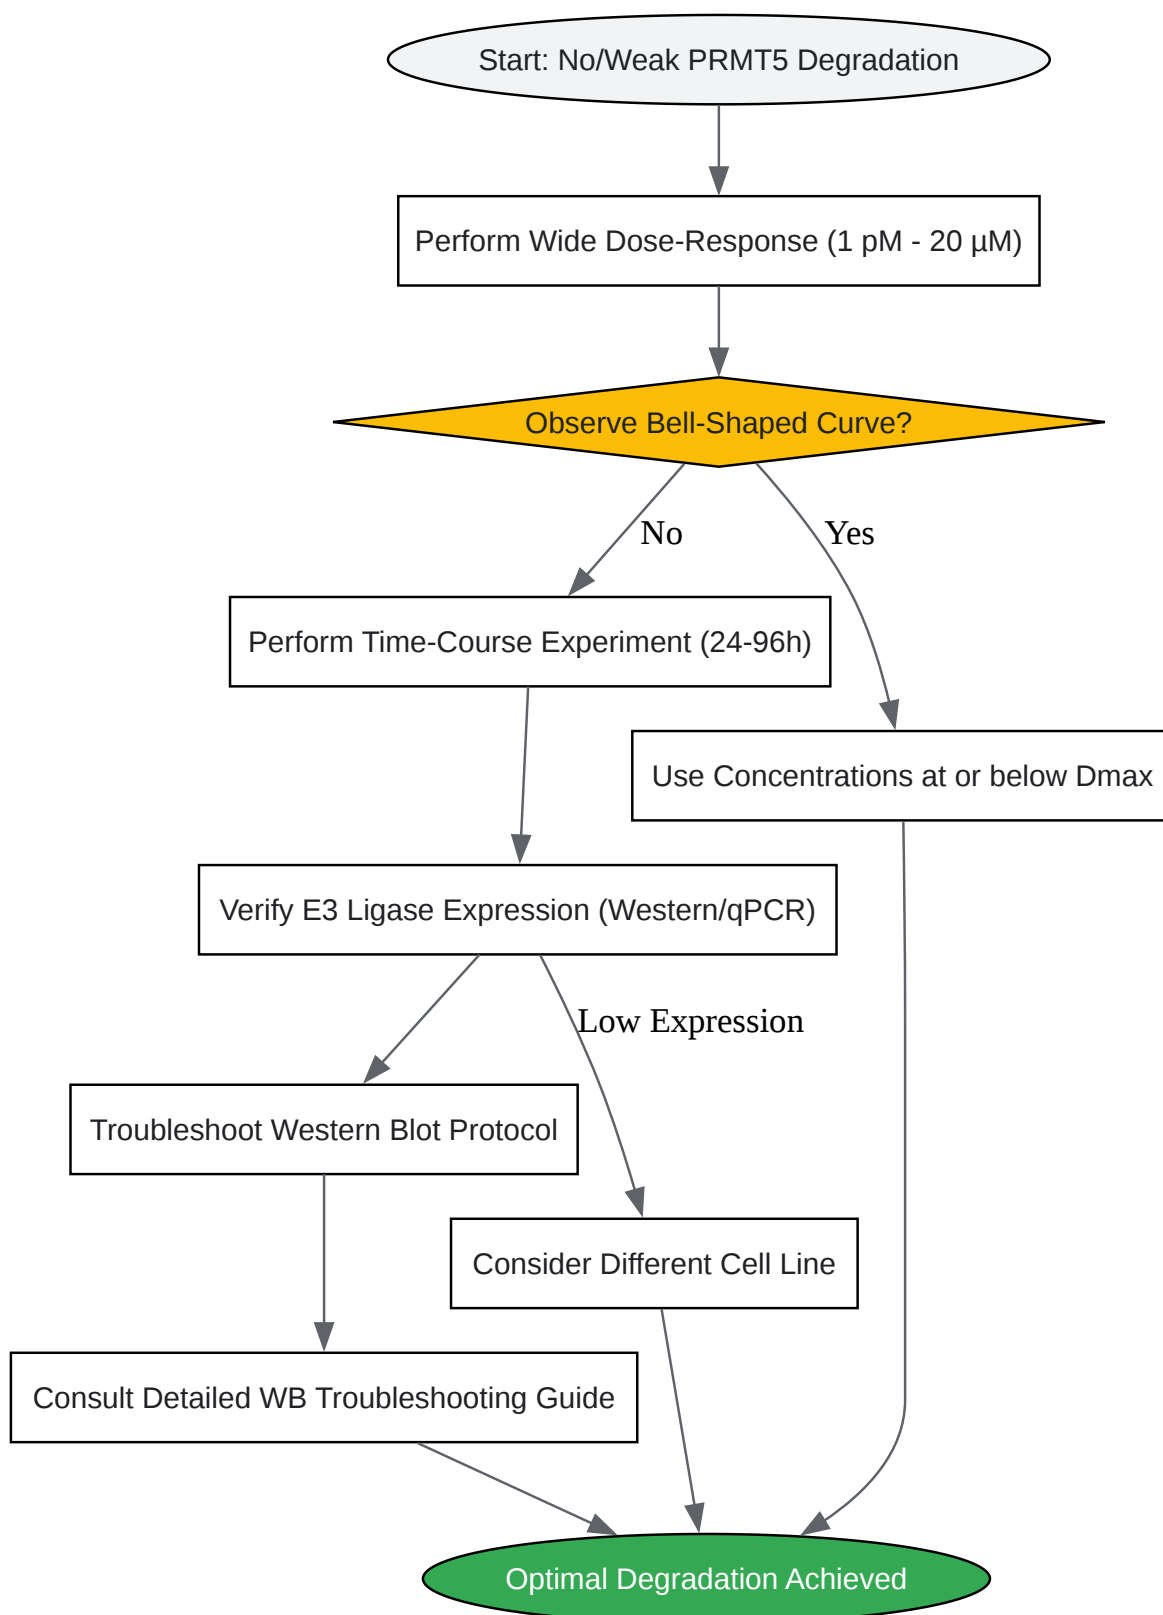 Start: No/Weak PRMT5 Degradation
Perform Wide Dose-Response (1 pM - 20 µM)
Observe Bell-Shaped Curve?
No
Yes
Perform Time-Course Experiment (24-96h)
Use Concentrations at or below Dmax
Verify E3 Ligase Expression (Western/qPCR)
Low Expression
Troubleshoot Western Blot Protocol
Consider Different Cell Line
Consult Detailed WB Troubleshooting Guide
Optimal Degradation Achieved